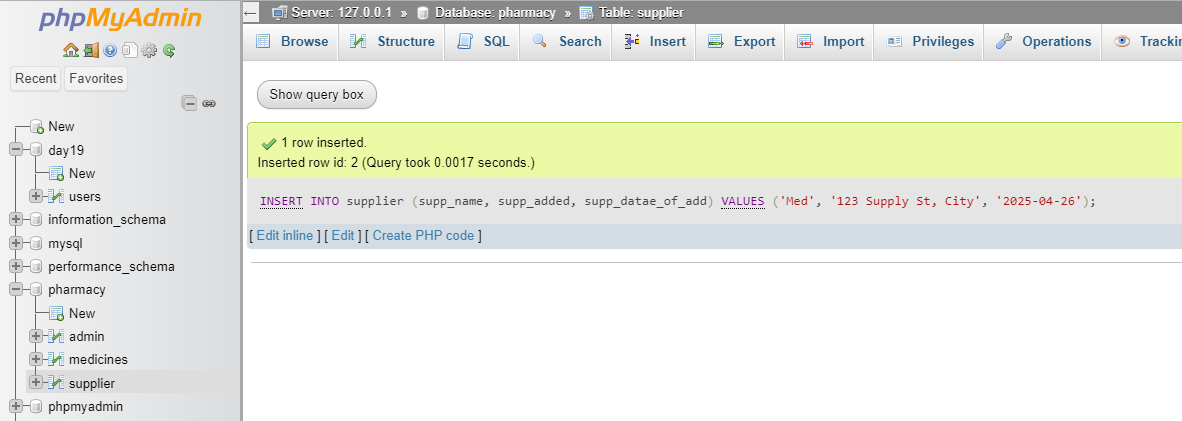 phpMyAdmin
Recent
Favorites
New
day19
New
users
information_schema
mysql
performance_schema
pharmacy
New
admin
medicines
supplier
phpmyadmin
Server: 127.0.0.1 » Database: pharmacy » Table: supplier
Browse Structure SQL Search Insert Export Import Privileges Operations Trackin
Show query box
1 row inserted.
Inserted row id: 2 (Query took 0.0017 seconds.)
INSERT INTO supplier (supp_name, supp_added, supp_datae_of_add) VALUES ('Med', '123 Supply St, City', '2025-04-26');
[ Edit inline ] [ Edit ] [ Create PHP code ]